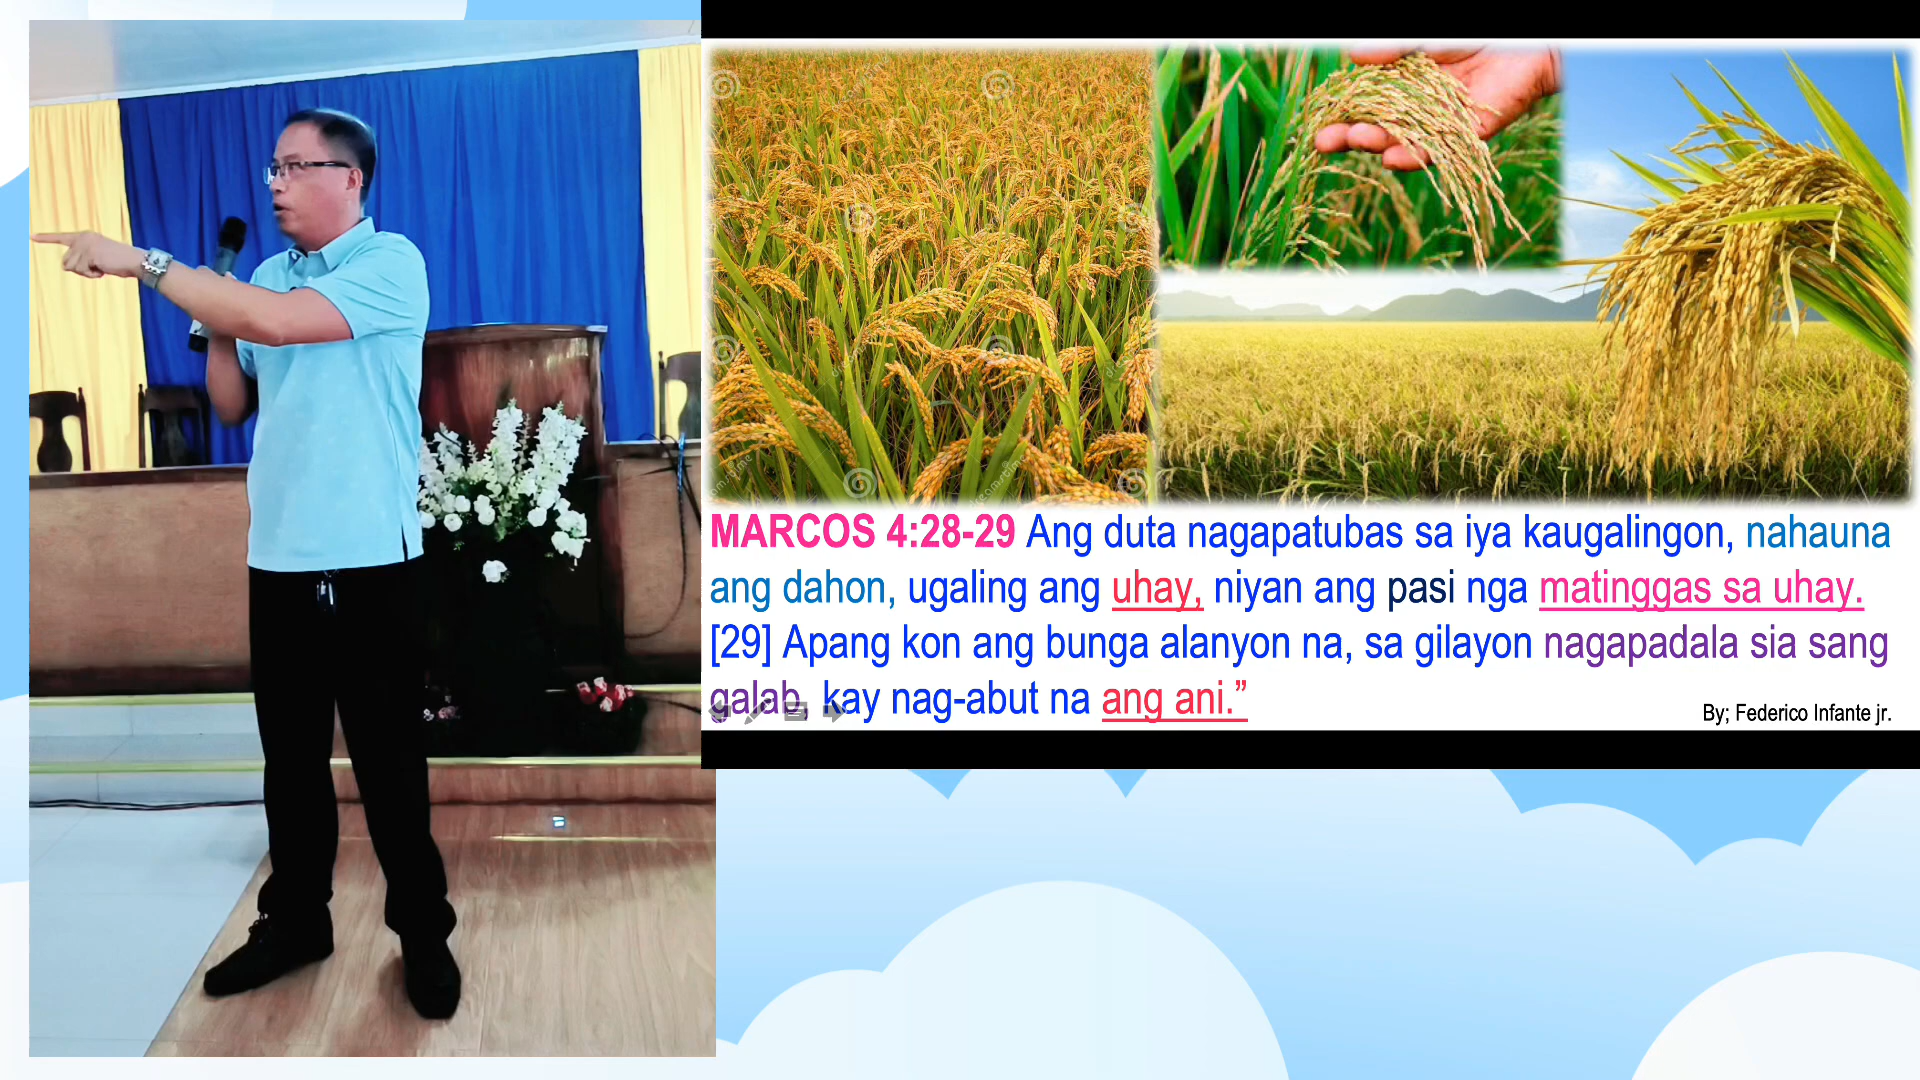 MARCOS 4:28-29 Ang duta nagapatubas sa iya kaugalingon, nahauna
ang dahon, ugaling ang uhay, niyan ang pasi nga matinggas sa uhay.
[29] Apang kon ang bunga alanyon na, sa gilayon nagapadala sia sang
galab, kay nag-abut na ang ani.”
By; Federico Infante jr.